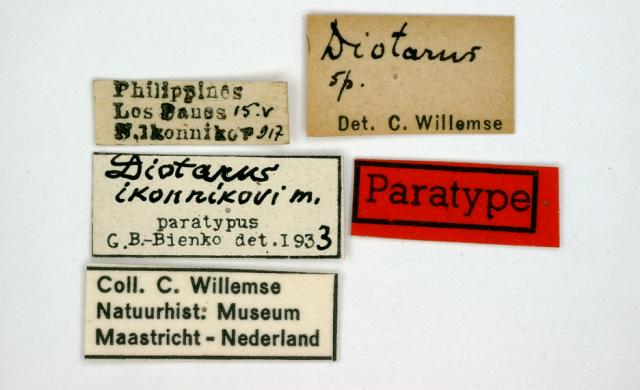 Diotarus
sp.
Det. C. Willemse
Philippines
Los Banes 15.V
N.Ikonnikov 917
Diotarus
ikonnikovi m.
paratypus
G.B.-Bienko det.1933
Paratype
Coll. C. Willemse
Natuurhist: Museum
Maastricht - Nederland